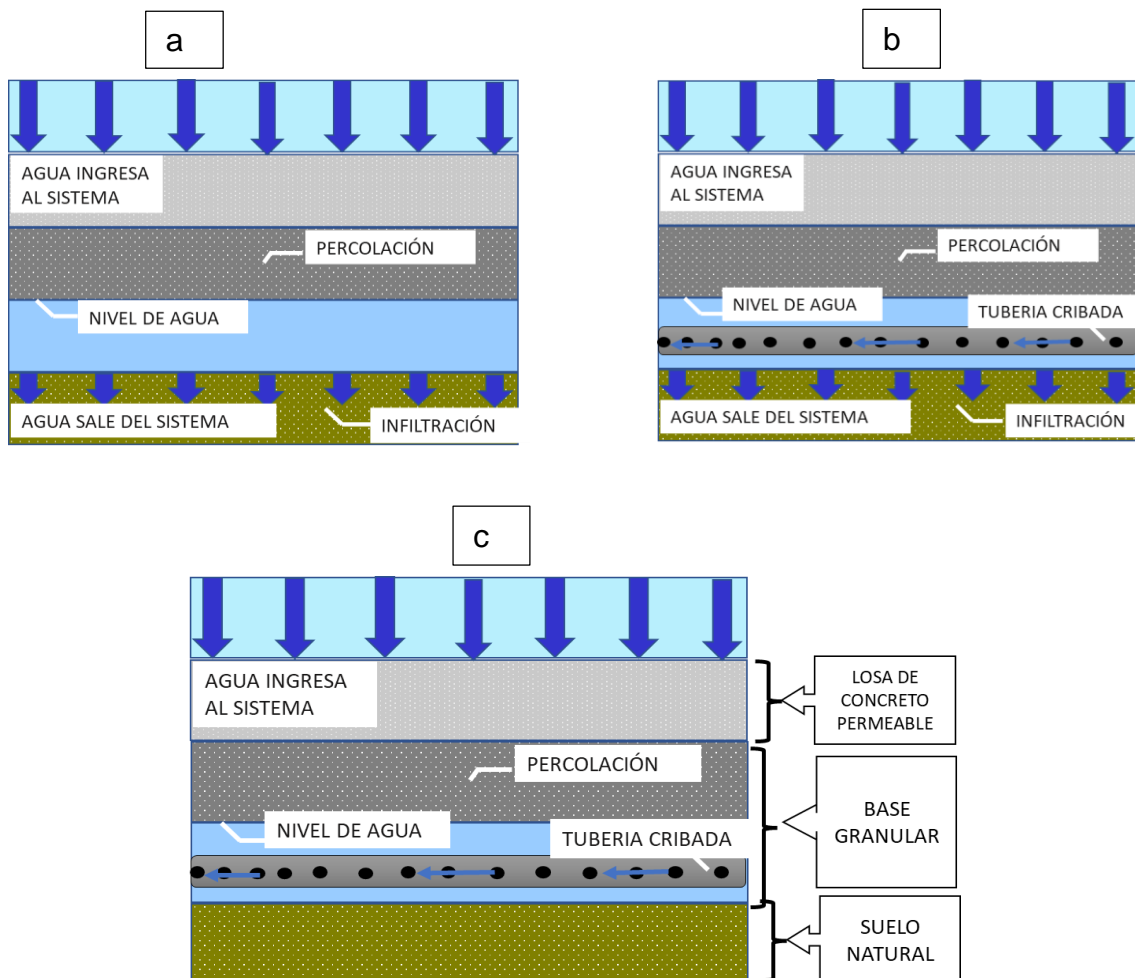 a
AGUA INGRESA
AL SISTEMA
PERCOLACIÓN
NIVEL DE AGUA
AGUA SALE DEL SISTEMA
INFILTRACIÓN
b
AGUA INGRESA
AL SISTEMA
PERCOLACIÓN
NIVEL DE AGUA
TUBERIA CRIBADA
AGUA SALE DEL SISTEMA
INFILTRACIÓN
c
AGUA INGRESA
AL SISTEMA
PERCOLACIÓN
NIVEL DE AGUA
TUBERIA CRIBADA
LOSA DE
CONCRETO
PERMEABLE
BASE
GRANULAR
SUELO
NATURAL